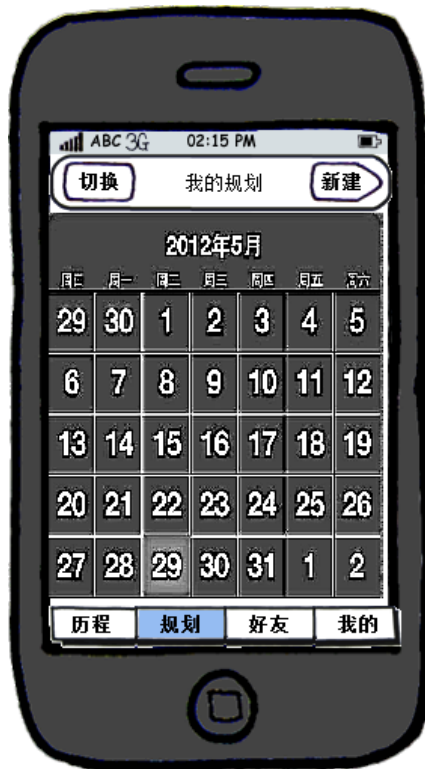 ABC 3G 02:15 PM
切换 我的规划 新建
2012年5月
周日 周一 周二 周三 周四 周五 周六
29 30 1 2 3 4 5
6 7 8 9 10 11 12
13 14 15 16 17 18 19
20 21 22 23 24 25 26
27 28 29 30 31 1 2
历程 规划 好友 我的